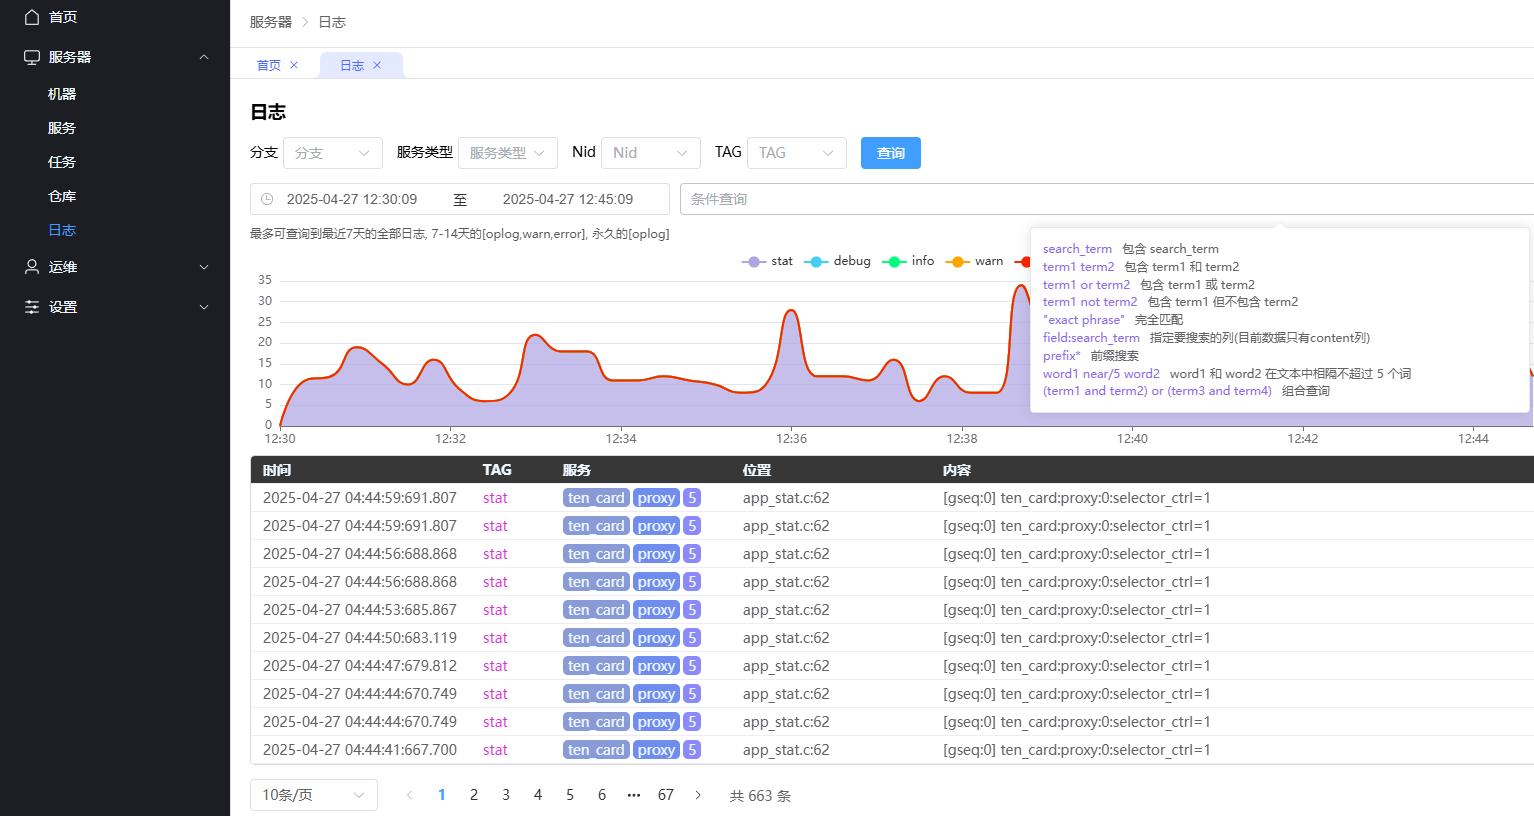 首页
服务器
机器
服务
任务
仓库
日志
运维
设置
服务器 > 日志
首页 × 日志 ×
日志
分支 分支 服务类型 服务类型 Nid Nid TAG TAG 查询
2025-04-27 12:30:09 至 2025-04-27 12:45:09 条件查询
最多可查询到最近7天的全部日志, 7-14天的[oplog,warn,error], 永久的[oplog]
stat debug info warn
search_term 包含 search_term
term1 term2 包含 term1 和 term2
term1 or term2 包含 term1 或 term2
term1 not term2 包含 term1 但不包含 term2
"exact phrase" 完全匹配
field:search_term 指定要搜索的列(目前数据只有content列)
prefix* 前缀搜索
word1 near/5 word2 word1 和 word2 在文本中相隔不超过 5 个词
(term1 and term2) or (term3 and term4) 组合查询
35
30
25
20
15
10
5
0
12:30 12:32 12:34 12:36 12:38 12:40 12:42 12:44
时间 TAG 服务 位置 内容
2025-04-27 04:44:59:691.807 stat ten_card proxy 5 app_stat.c:62 [gseq:0] ten_card:proxy:0:selector_ctrl=1
2025-04-27 04:44:59:691.807 stat ten_card proxy 5 app_stat.c:62 [gseq:0] ten_card:proxy:0:selector_ctrl=1
2025-04-27 04:44:56:688.868 stat ten_card proxy 5 app_stat.c:62 [gseq:0] ten_card:proxy:0:selector_ctrl=1
2025-04-27 04:44:56:688.868 stat ten_card proxy 5 app_stat.c:62 [gseq:0] ten_card:proxy:0:selector_ctrl=1
2025-04-27 04:44:53:685.867 stat ten_card proxy 5 app_stat.c:62 [gseq:0] ten_card:proxy:0:selector_ctrl=1
2025-04-27 04:44:50:683.119 stat ten_card proxy 5 app_stat.c:62 [gseq:0] ten_card:proxy:0:selector_ctrl=1
2025-04-27 04:44:47:679.812 stat ten_card proxy 5 app_stat.c:62 [gseq:0] ten_card:proxy:0:selector_ctrl=1
2025-04-27 04:44:44:670.749 stat ten_card proxy 5 app_stat.c:62 [gseq:0] ten_card:proxy:0:selector_ctrl=1
2025-04-27 04:44:44:670.749 stat ten_card proxy 5 app_stat.c:62 [gseq:0] ten_card:proxy:0:selector_ctrl=1
2025-04-27 04:44:41:667.700 stat ten_card proxy 5 app_stat.c:62 [gseq:0] ten_card:proxy:0:selector_ctrl=1
10条/页 < 1 2 3 4 5 6 ••• 67 > 共 663 条